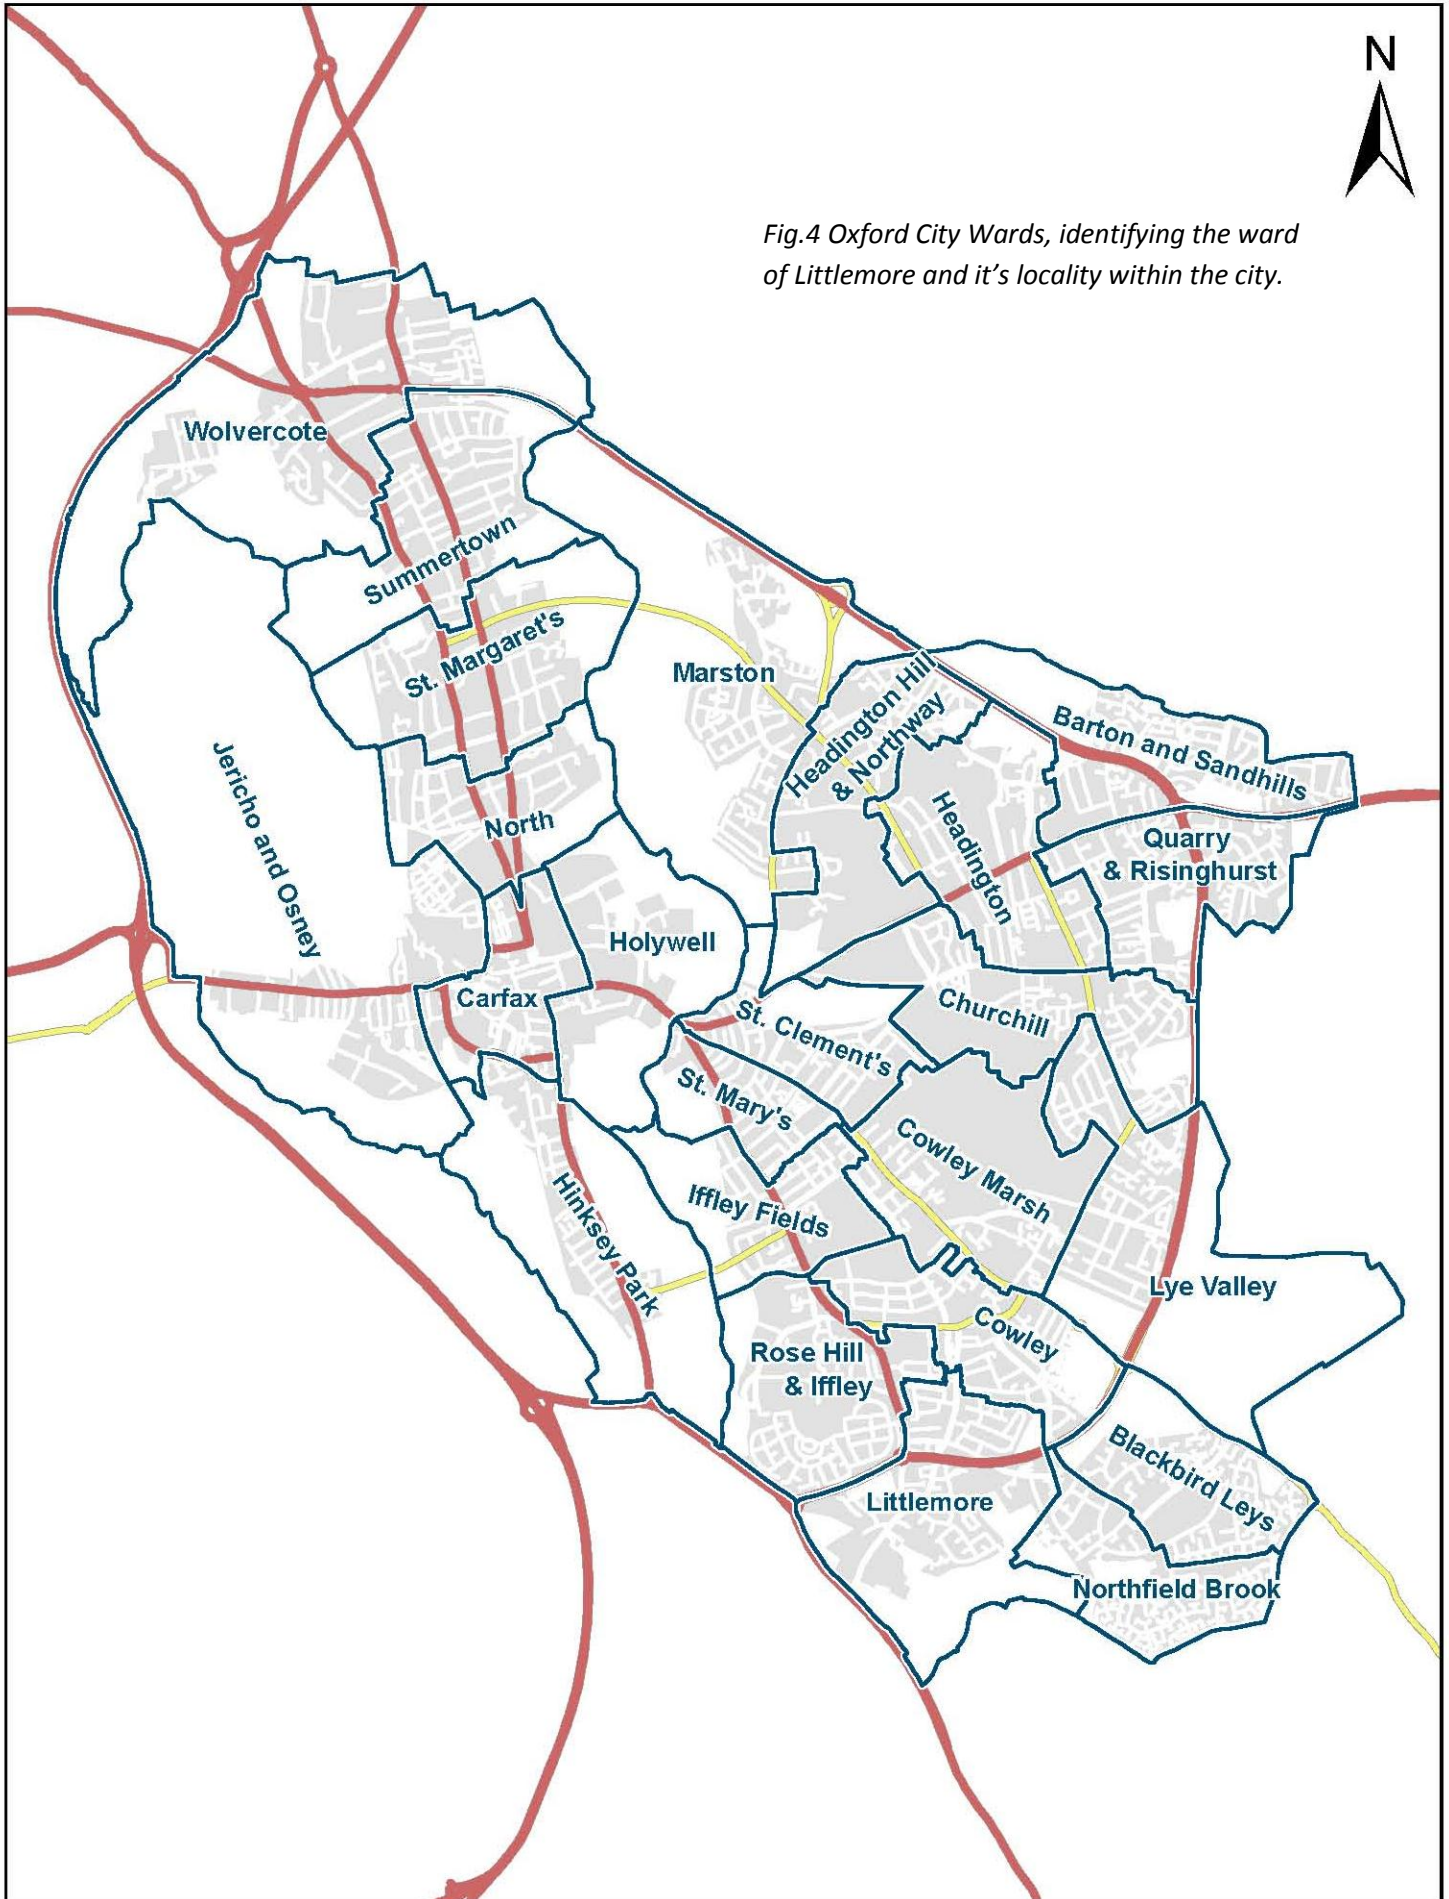 N
Fig.4 Oxford City Wards, identifying the ward
of Littlemore and it’s locality within the city.
Wolvercote
Summertown
St. Margaret's
Marston
Headington Hill
& Northway
Barton and Sandhills
Jericho and Osney
North
Headington
Quarry
& Risinghurst
Holywell
Carfax
Churchill
St. Clement's
St. Mary's
Cowley Marsh
Iffley Fields
Hinksey Park
Lye Valley
Cowley
Rose Hill
& Iffley
Blackbird Leys
Littlemore
Northfield Brook